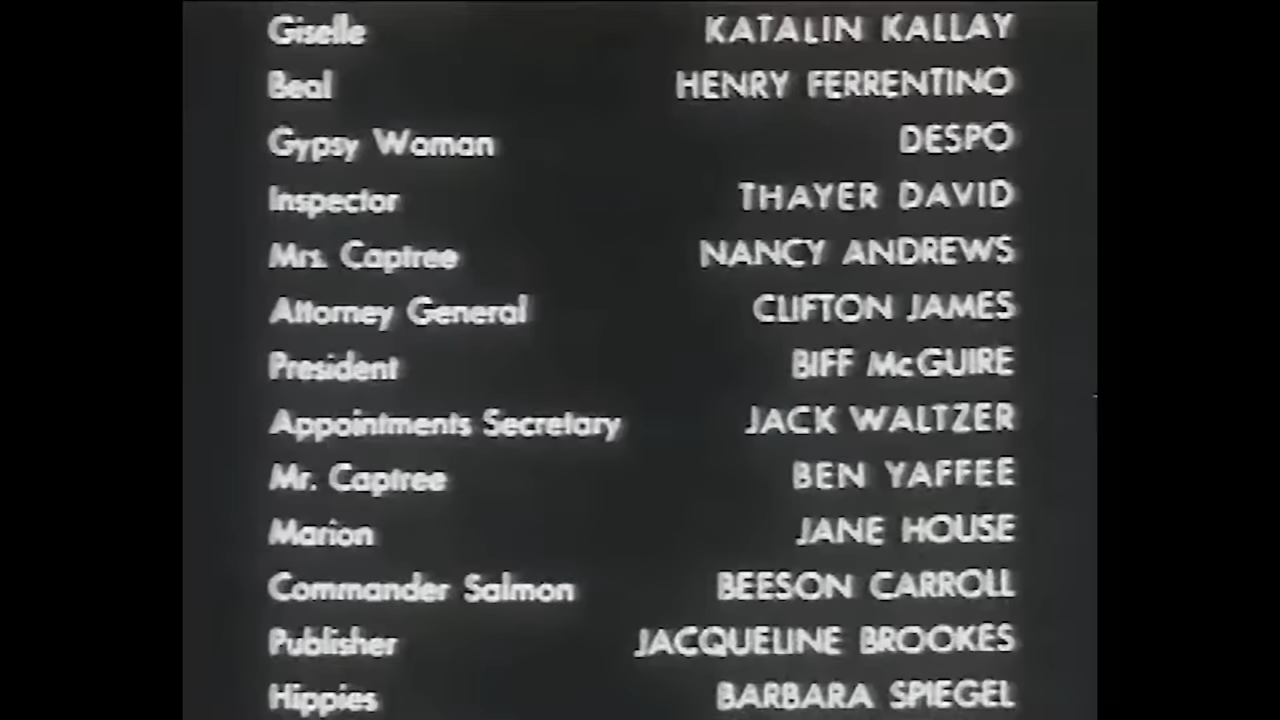 Giselle KATALIN KALLAY
Beal HENRY FERRENTINO
Gypsy Woman DESPO
Inspector THAYER DAVID
Mrs. Captree NANCY ANDREWS
Attorney General CLIFTON JAMES
President BIFF McGUIRE
Appointments Secretary JACK WALTZER
Mr. Captree BEN YAFFEE
Marion JANE HOUSE
Commander Salmon BEESON CARROLL
Publisher JACQUELINE BROOKES
Hippies BARBARA SPIEGEL